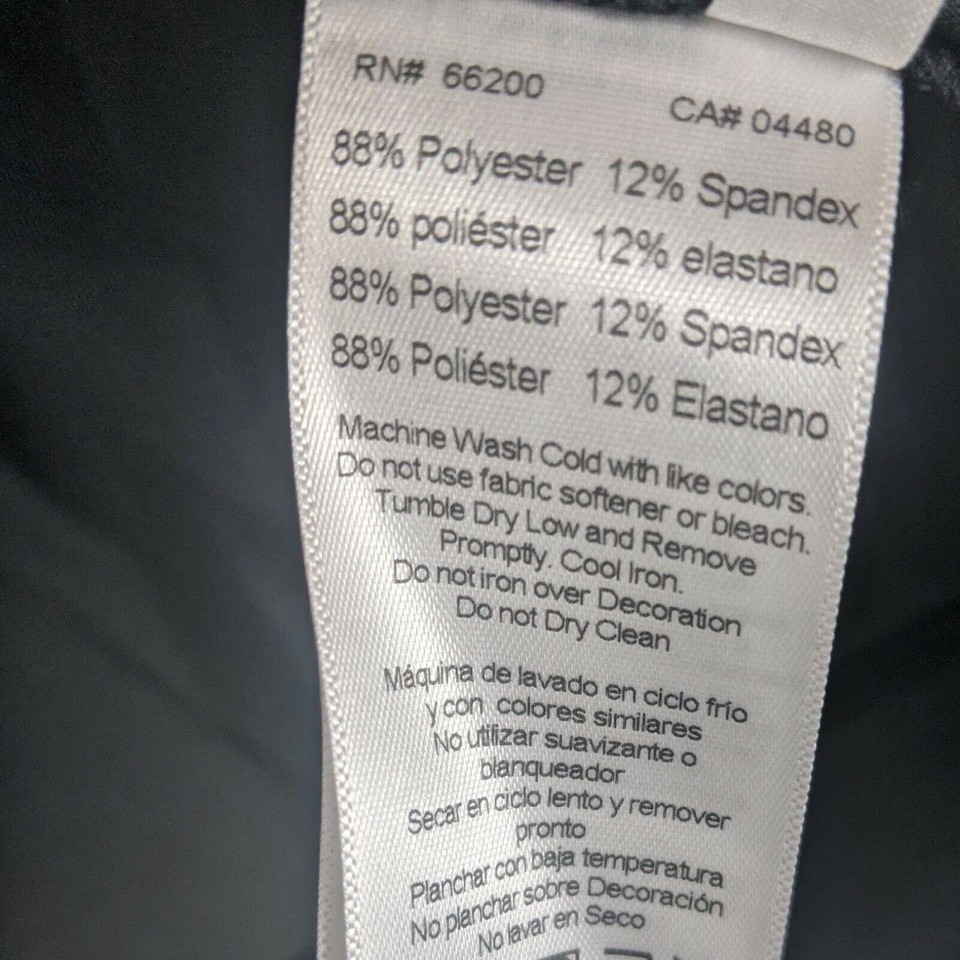 RN# 66200
CA# 04480
88% Polyester 12% Spandex
88% poliéster 12% elastano
88% Polyester 12% Spandex
88% Poliéster 12% Elastano
Machine Wash Cold with like colors.
Do not use fabric softener or bleach.
Tumble Dry Low and Remove
Promptly. Cool Iron.
Do not iron over Decoration
Do not Dry Clean
Máquina de lavado en ciclo frío
y con colores similares
No utilizar suavizante o
blanqueador
Secar en ciclo lento y remover
pronto
Planchar con baja temperatura
No planchar sobre Decoración
No lavar en Seco